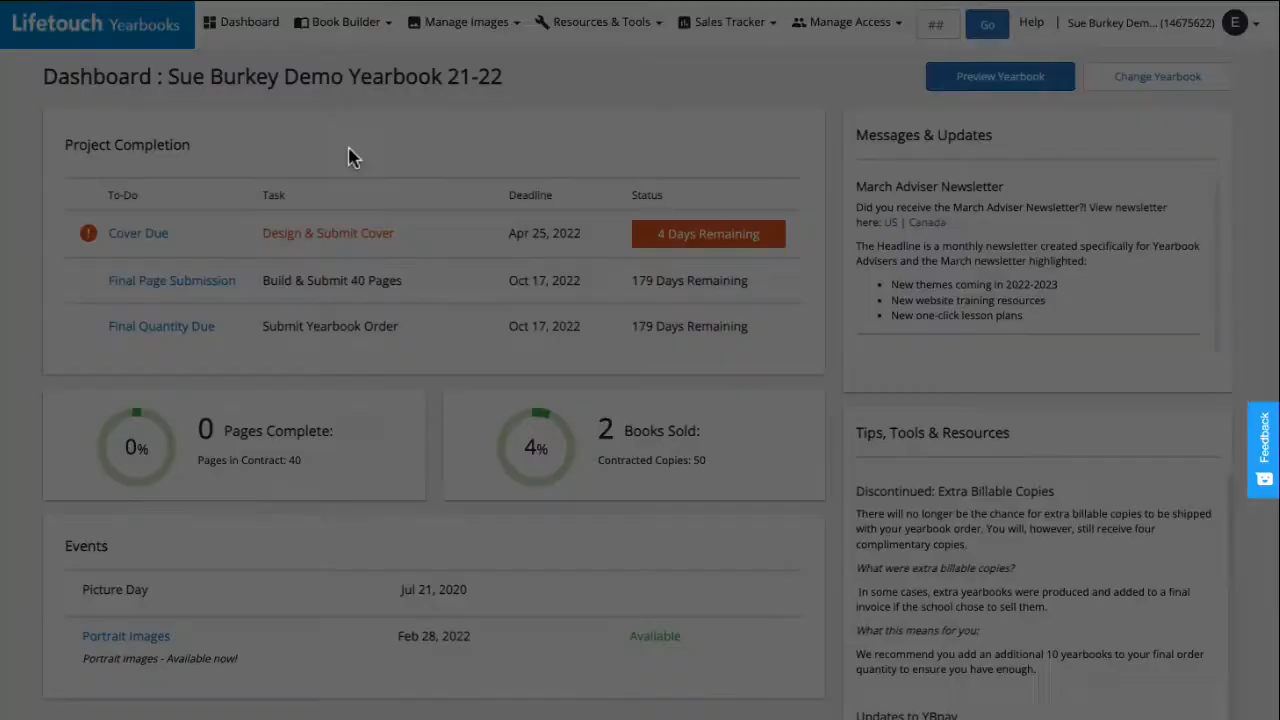 Lifetouch Yearbooks
Dashboard Book Builder Manage Images Resources & Tools Sales Tracker Manage Access ## Go Help | Sue Burkey Dem... (14675622) E
Dashboard : Sue Burkey Demo Yearbook 21-22
Preview Yearbook Change Yearbook
Project Completion
To-Do Task Deadline Status
! Cover Due Design & Submit Cover Apr 25, 2022 4 Days Remaining
Final Page Submission Build & Submit 40 Pages Oct 17, 2022 179 Days Remaining
Final Quantity Due Submit Yearbook Order Oct 17, 2022 179 Days Remaining
0% 0 Pages Complete:
Pages in Contract: 40
4% 2 Books Sold:
Contracted Copies: 50
Events
Picture Day Jul 21, 2020
Portrait Images Feb 28, 2022 Available
Portrait images - Available now!
Messages & Updates
March Adviser Newsletter
Did you receive the March Adviser Newsletter?! View newsletter
here: US | Canada
The Headline is a monthly newsletter created specifically for Yearbook
Advisers and the March newsletter highlighted:
• New themes coming in 2022-2023
• New website training resources
• New one-click lesson plans
Tips, Tools & Resources
Discontinued: Extra Billable Copies
There will no longer be the chance for extra billable copies to be shipped
with your yearbook order. You will, however, still receive four
complimentary copies.
What were extra billable copies?
In some cases, extra yearbooks were produced and added to a final
invoice if the school chose to sell them.
What this means for you:
We recommend you add an additional 10 yearbooks to your final order
quantity to ensure you have enough.
Updates to YBpay
Feedback